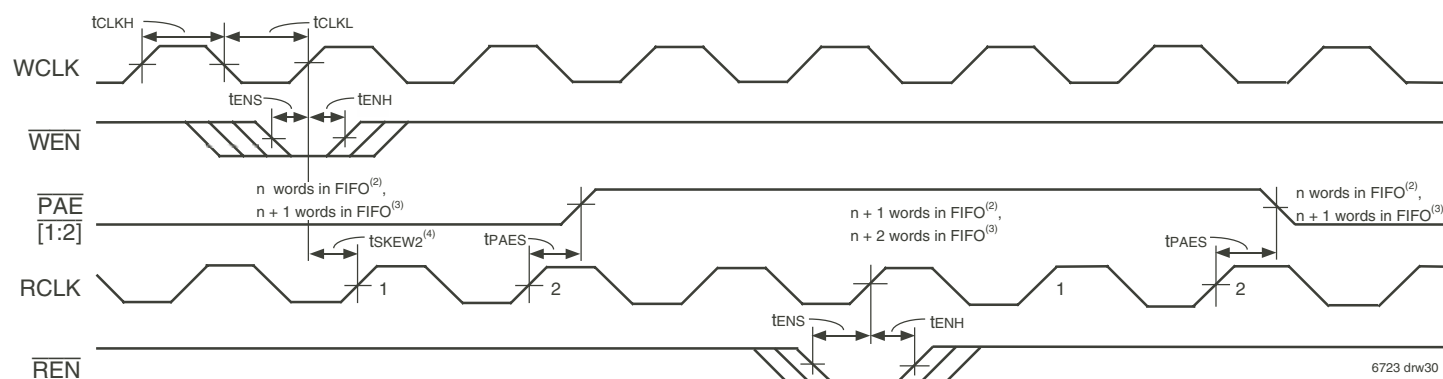 tCLKH
tCLKL
WCLK
tENS
tENH
WEN
n words in FIFO(2),
n + 1 words in FIFO(3)
PAE
[1:2]
n + 1 words in FIFO(2),
n + 2 words in FIFO(3)
n words in FIFO(2),
n + 1 words in FIFO(3)
tSKEW2(4)
tPAES
tPAES
RCLK
1
2
1
2
tENS
tENH
REN
6723 drw30